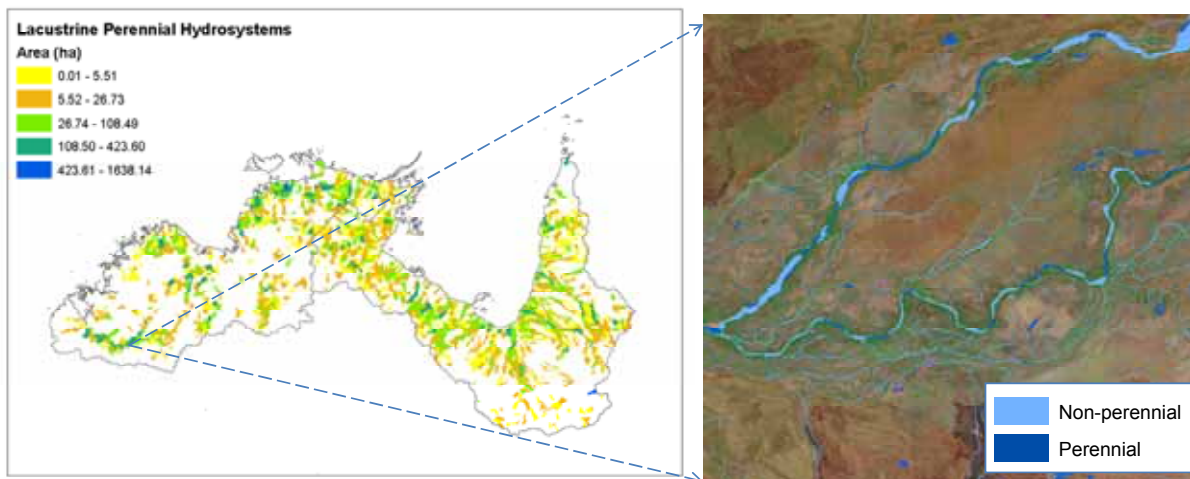 Lacustrine Perennial Hydrosystems
Area (ha)
0.01 - 5.51
5.52 - 26.73
26.74 - 108.49
108.50 - 423.60
423.61 - 1638.14
Non-perennial
Perennial